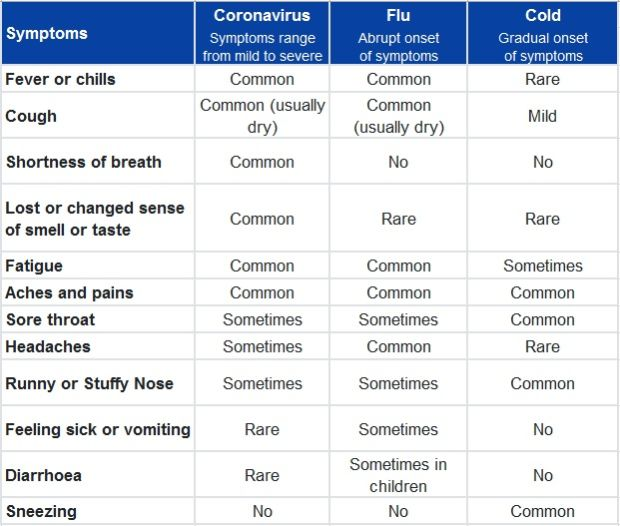 Symptoms
Coronavirus
Symptoms range
from mild to severe
Flu
Abrupt onset
of symptoms
Cold
Gradual onset
of symptoms
Fever or chills Common Common Rare
Cough
Common (usually
dry)
Common
(usually dry)
Mild
Shortness of breath Common No No
Lost or changed sense
of smell or taste
Common Rare Rare
Fatigue Common Common Sometimes
Aches and pains Common Common Common
Sore throat Sometimes Sometimes Common
Headaches Sometimes Common Rare
Runny or Stuffy Nose Sometimes Sometimes Common
Feeling sick or vomiting Rare Sometimes No
Diarrhoea Rare
Sometimes in
children
No
Sneezing No No Common